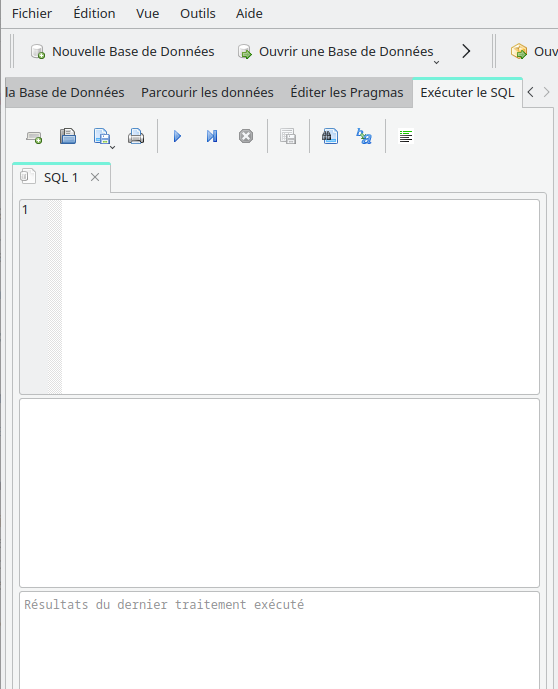 Fichier Édition Vue Outils Aide
Nouvelle Base de Données Ouvrir une Base de Données Ouv
la Base de Données Parcourir les données Éditer les Pragmas Exécuter le SQL
SQL 1
1
Résultats du dernier traitement exécuté